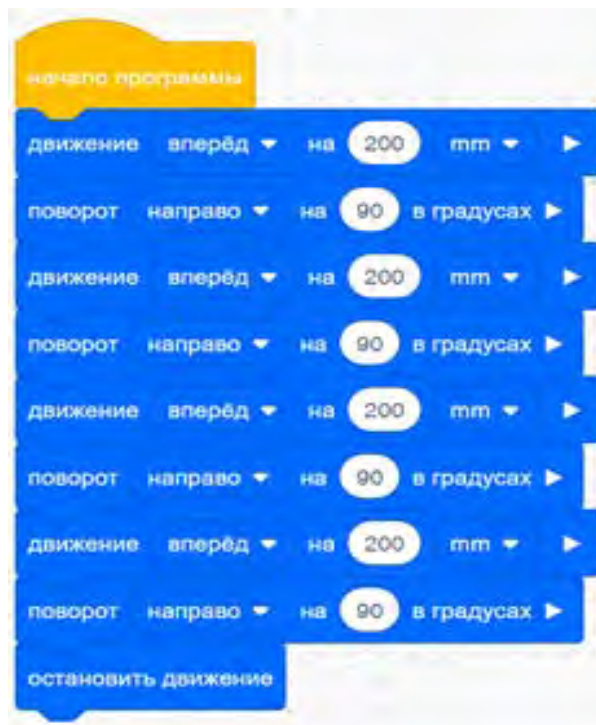 начало программы
движение вперёд на 200 mm
поворот направо на 90 в градусах
движение вперёд на 200 mm
поворот направо на 90 в градусах
движение вперёд на 200 mm
поворот направо на 90 в градусах
движение вперёд на 200 mm
поворот направо на 90 в градусах
остановить движение